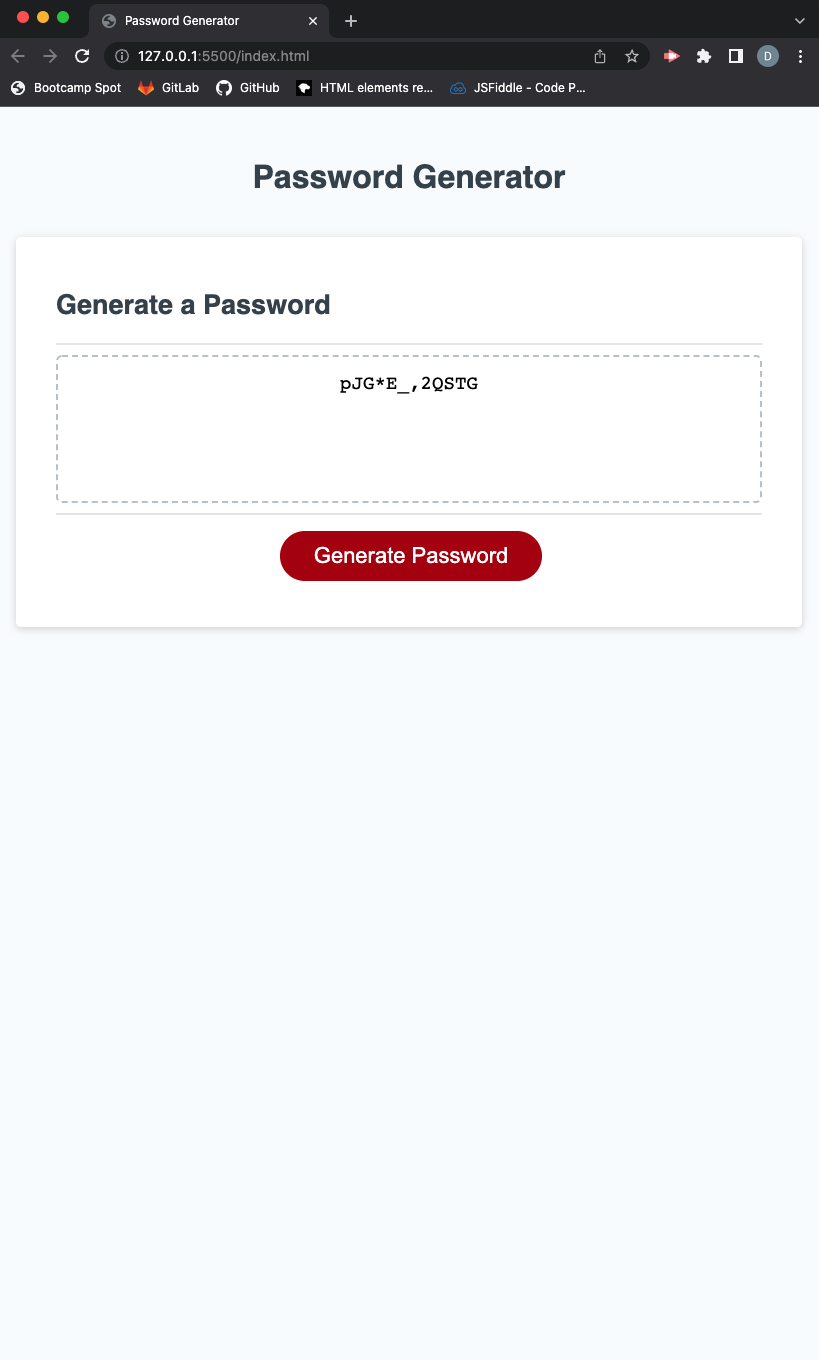 Password Generator
127.0.0.1:5500/index.html
D
Bootcamp Spot GitLab GitHub HTML elements re... JSFiddle - Code P...
Password Generator
Generate a Password
pJG*E_,2QSTG
Generate Password